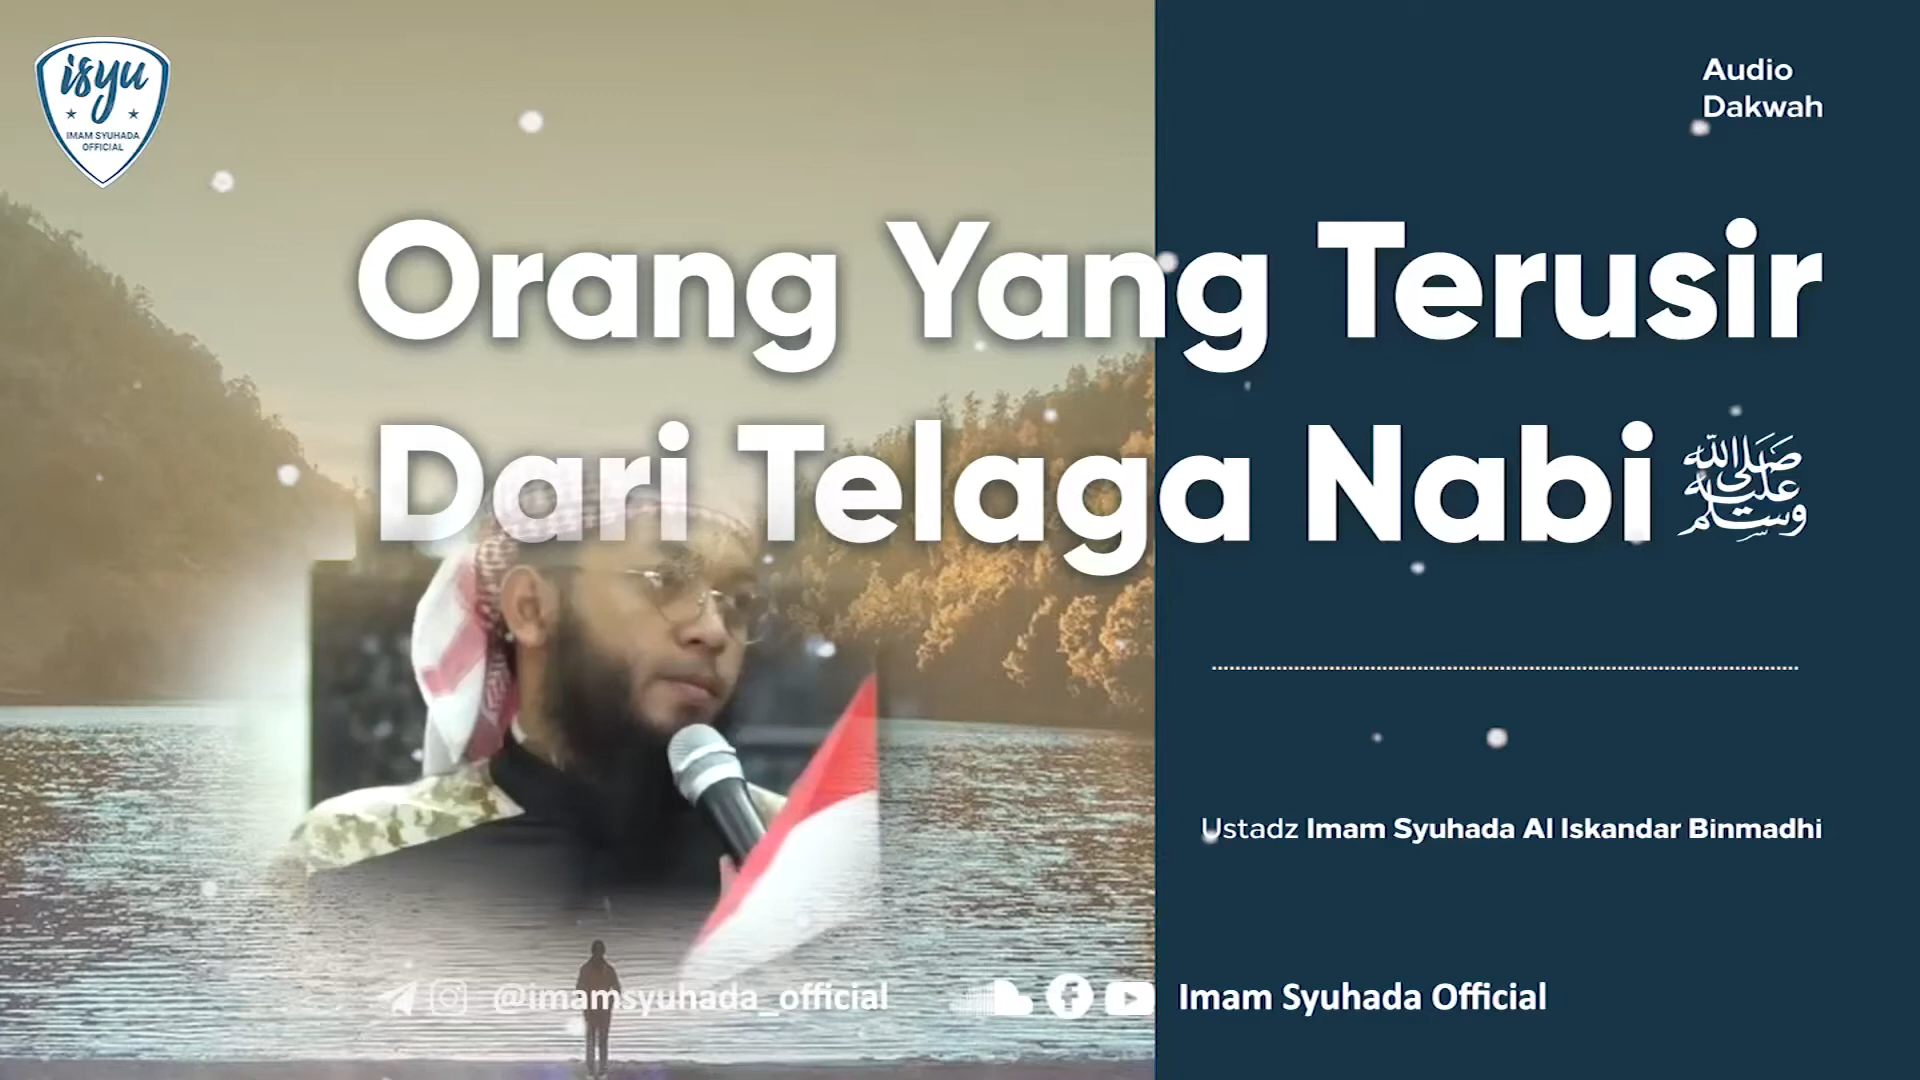 isyu
IMAM SYUHADA
OFFICIAL
Audio
Dakwah
Orang Yang Terusir
Dari Telaga Nabi صلى الله عليه وسلم
Ustadz Imam Syuhada Al Iskandar Binmadhi
@imamsyuhada_official
Imam Syuhada Official